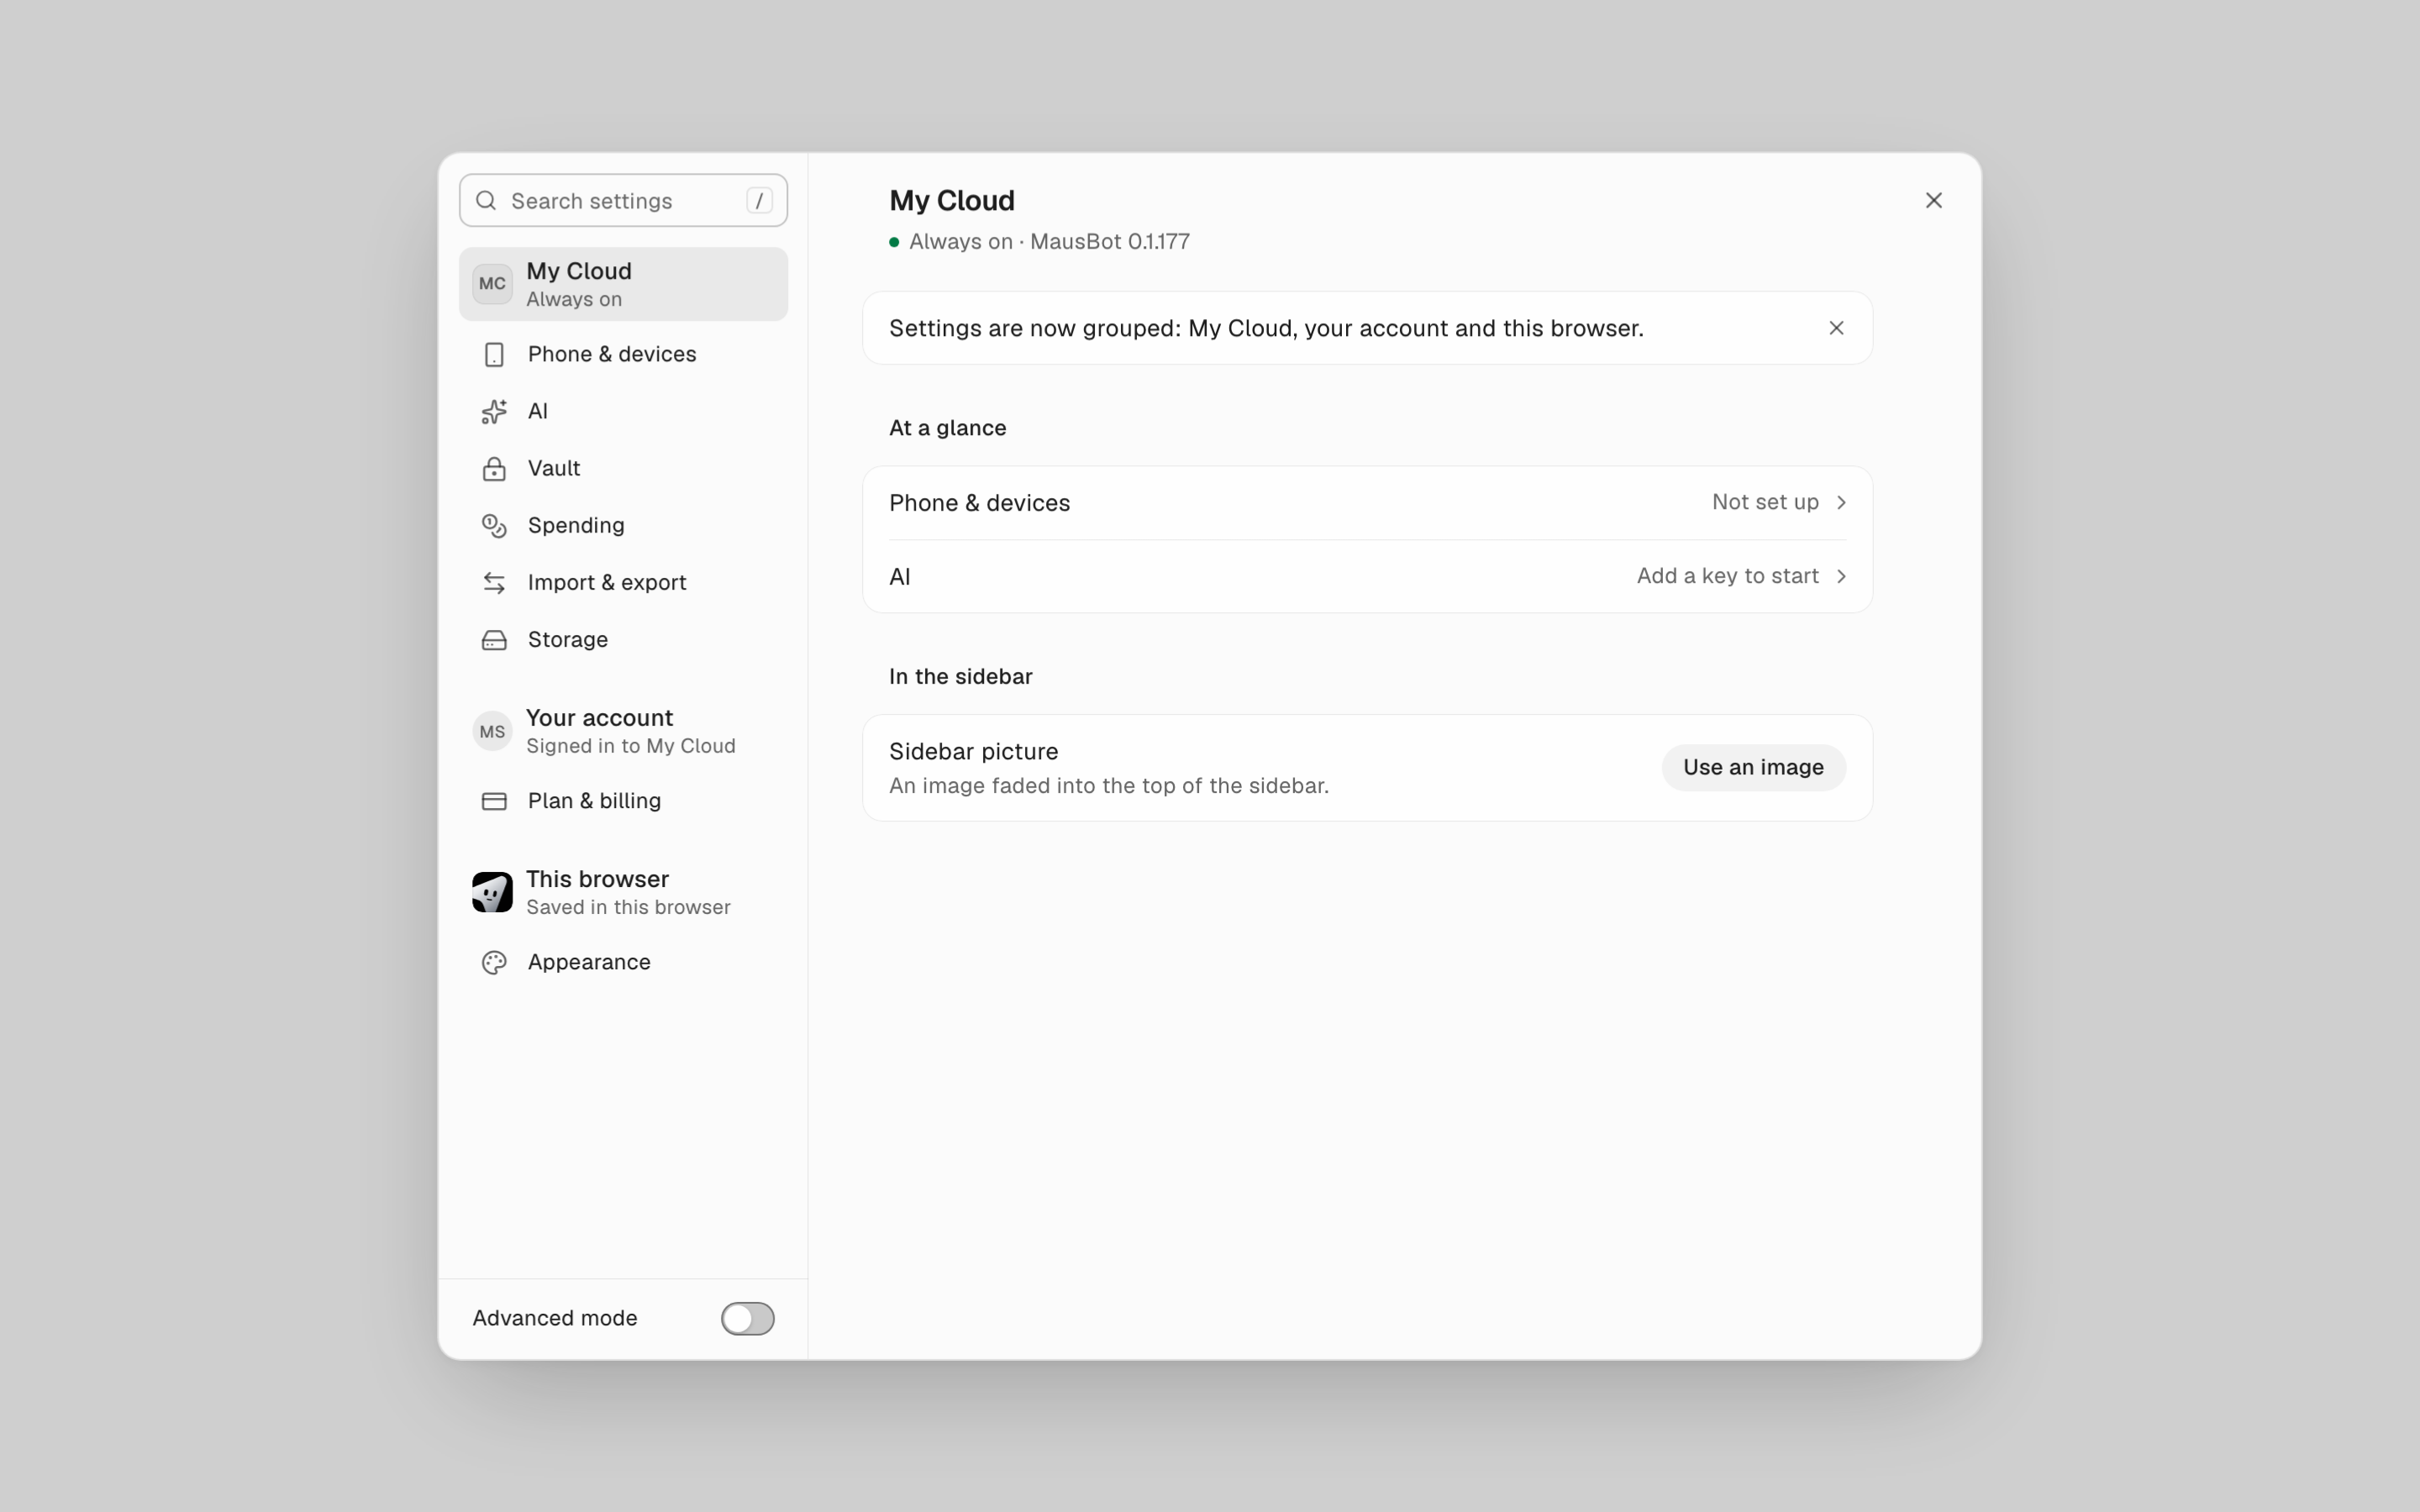 Search settings /
MC
My Cloud
Always on
Phone & devices
AI
Vault
Spending
Import & export
Storage
MS
Your account
Signed in to My Cloud
Plan & billing
This browser
Saved in this browser
Appearance
Advanced mode
My Cloud
Always on · MausBot 0.1.177
Settings are now grouped: My Cloud, your account and this browser.
At a glance
Phone & devices Not set up
AI Add a key to start
In the sidebar
Sidebar picture
An image faded into the top of the sidebar.
Use an image